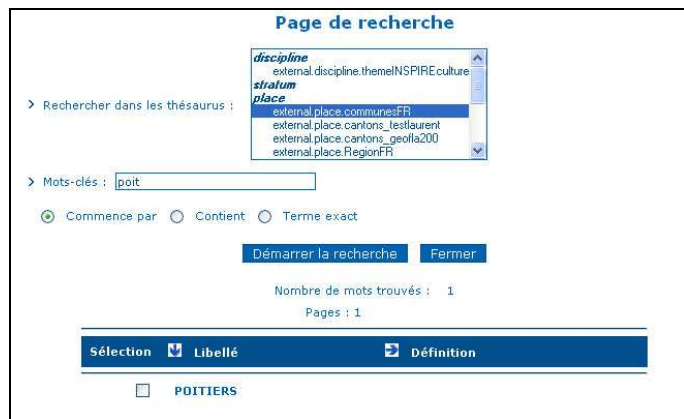 Page de recherche
discipline
external.discipline.themeINSPIREculture
stratum
place
> Rechercher dans les thésaurus :
external.place.communesFR
external.place.cantons_testlaurent
external.place.cantons_geofla200
external.place.RegionFR
> Mots-clés : poit
Commence par Contient Terme exact
Démarrer la recherche Fermer
Nombre de mots trouvés : 1
Pages : 1
Sélection Libellé Définition
POITIERS